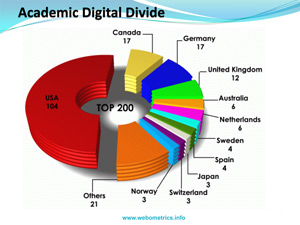 Academic Digital Divide
Canada
17
Germany
17
United Kingdom
12
Australia
6
Netherlands
6
Sweden
4
Spain
4
Japan
3
Switzerland
3
Norway
3
Others
21
USA
104
TOP 200
www.webometrics.info